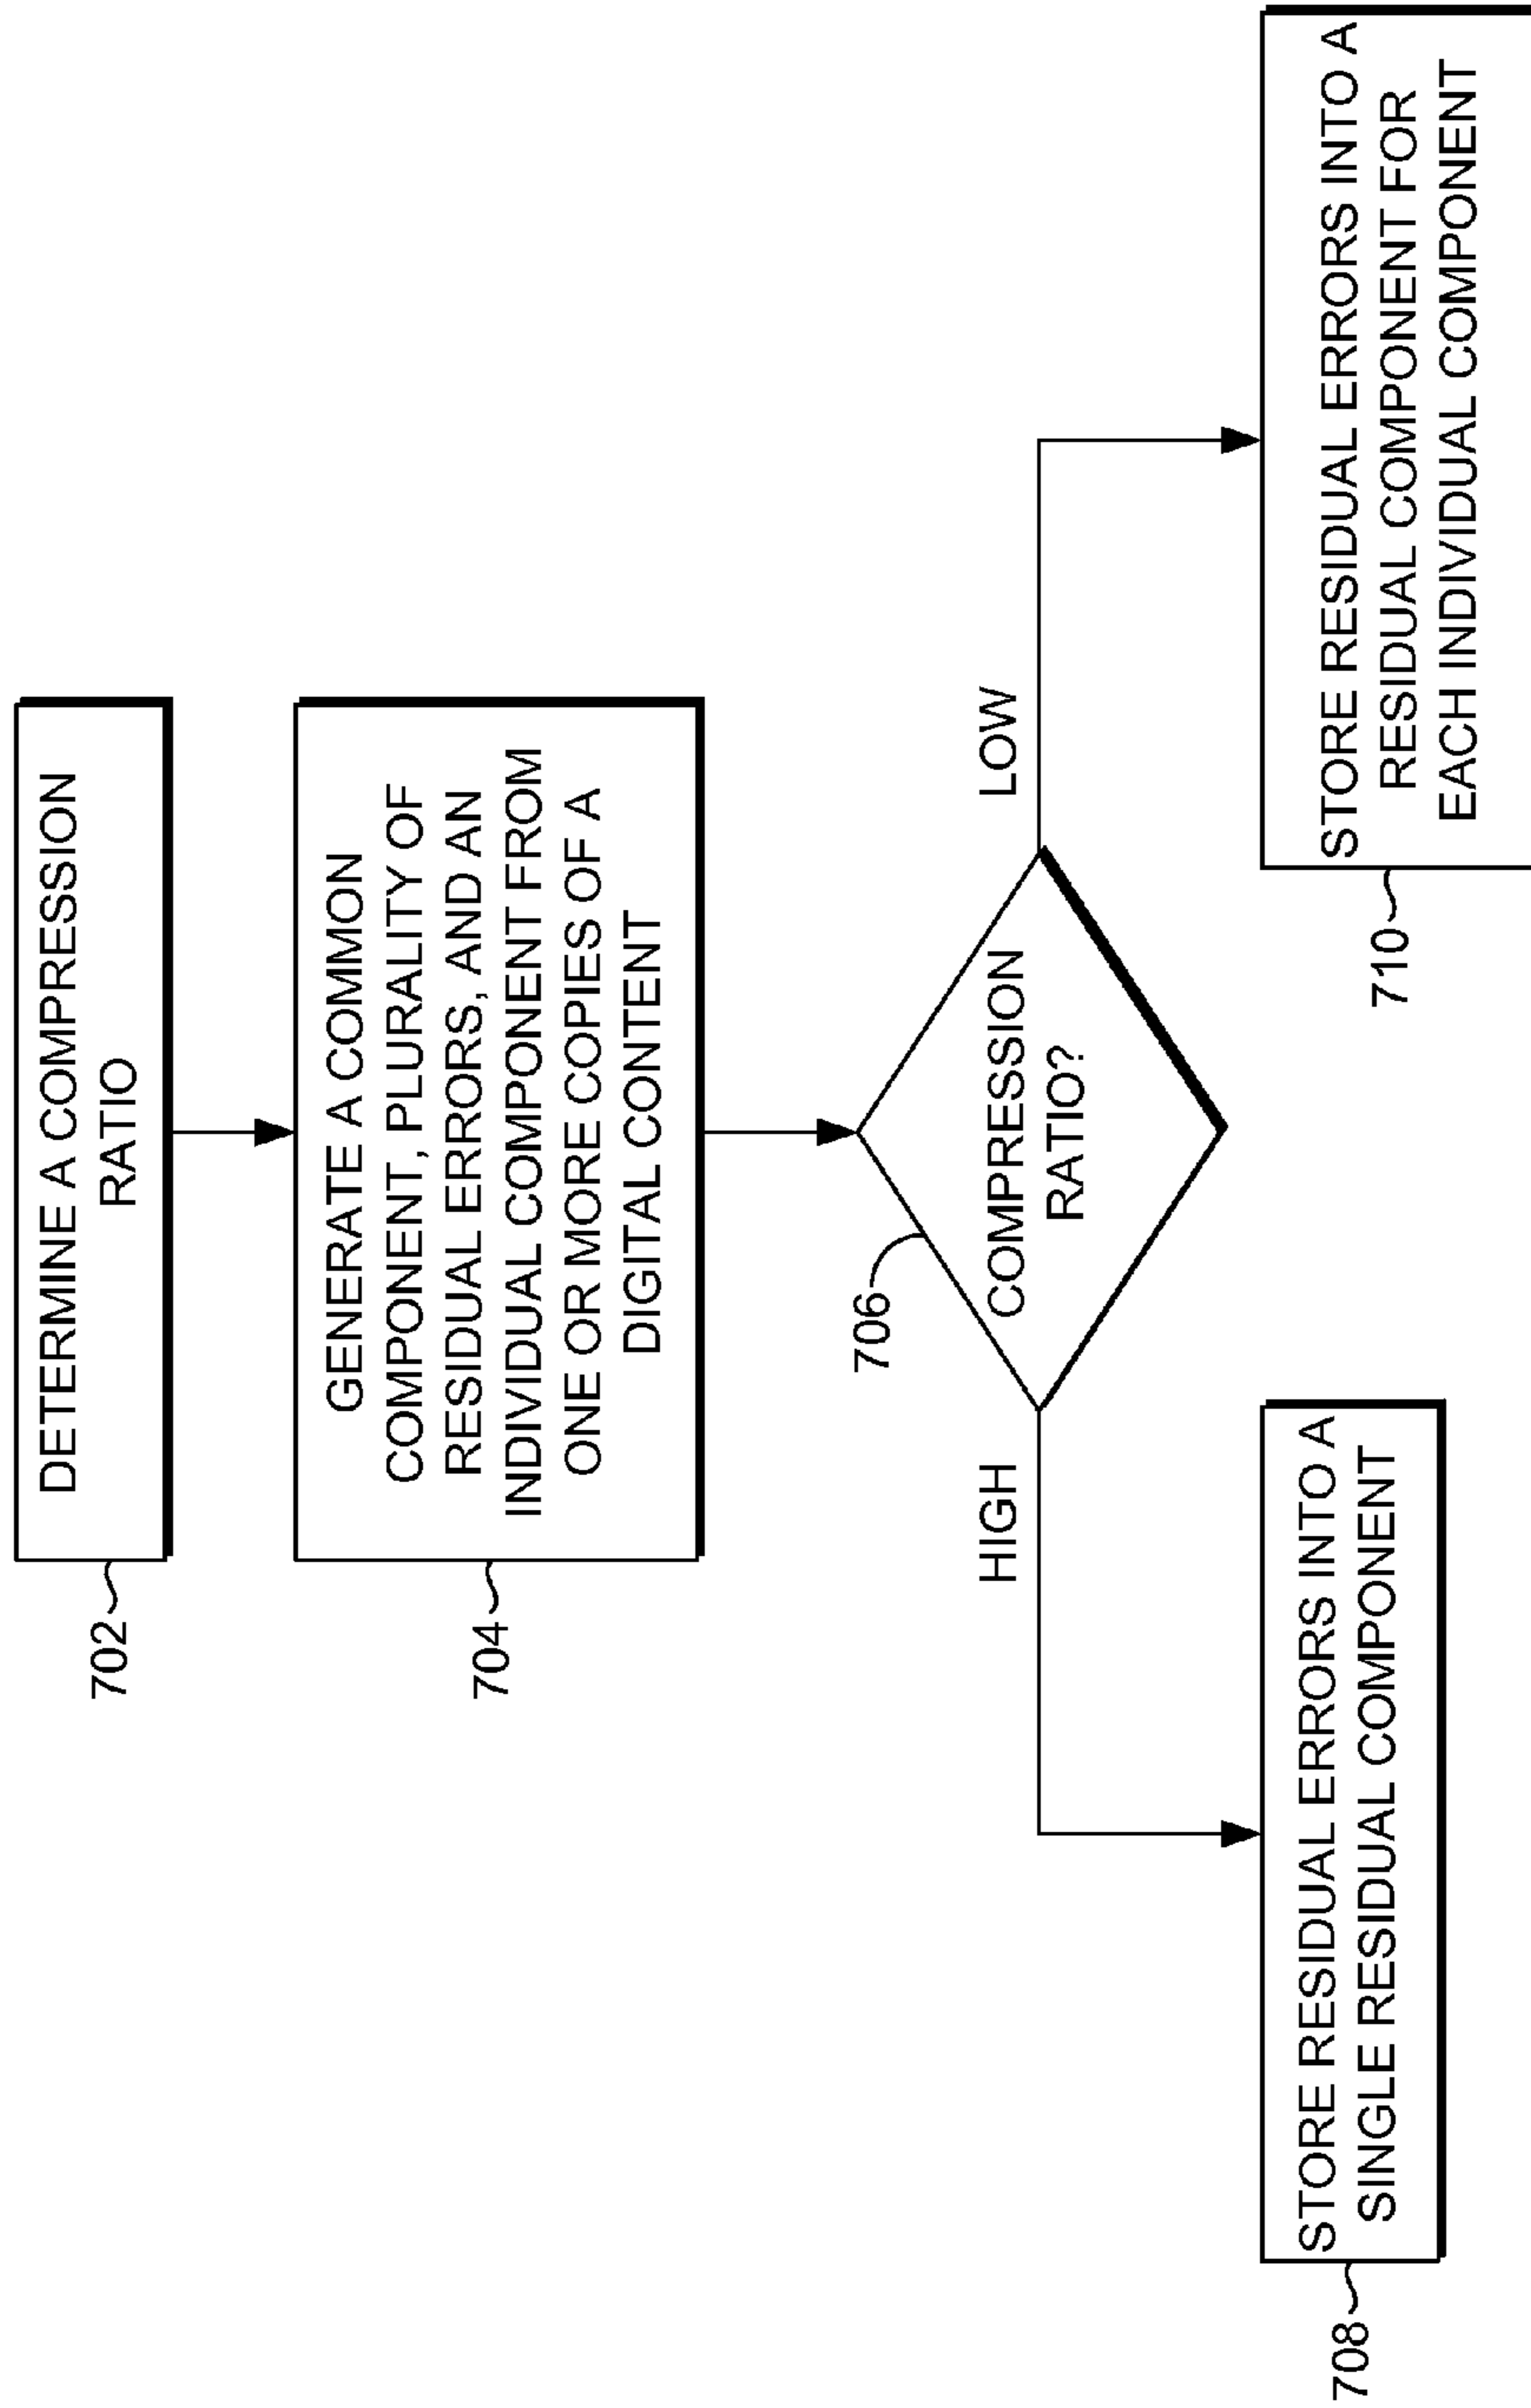 702
DETERMINE A COMPRESSION
RATIO
704
GENERATE A COMMON
COMPONENT, PLURALITY OF
RESIDUAL ERRORS, AND AN
INDIVIDUAL COMPONENT FROM
ONE OR MORE COPIES OF A
DIGITAL CONTENT
706
COMPRESSION
RATIO?
HIGH
LOW
708
STORE RESIDUAL ERRORS INTO A
SINGLE RESIDUAL COMPONENT
710
STORE RESIDUAL ERRORS INTO A
RESIDUAL COMPONENT FOR
EACH INDIVIDUAL COMPONENT